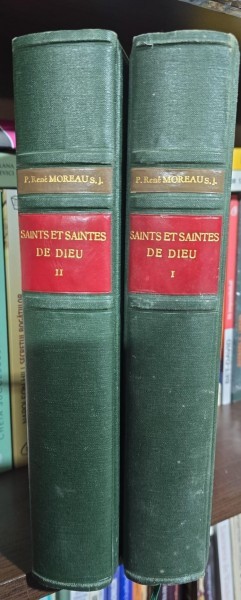 P. René MOREAU s.j.
SAINTS ET SAINTES
DE DIEU
II
P. René MOREAU s.j.
SAINTS ET SAINTES
DE DIEU
I